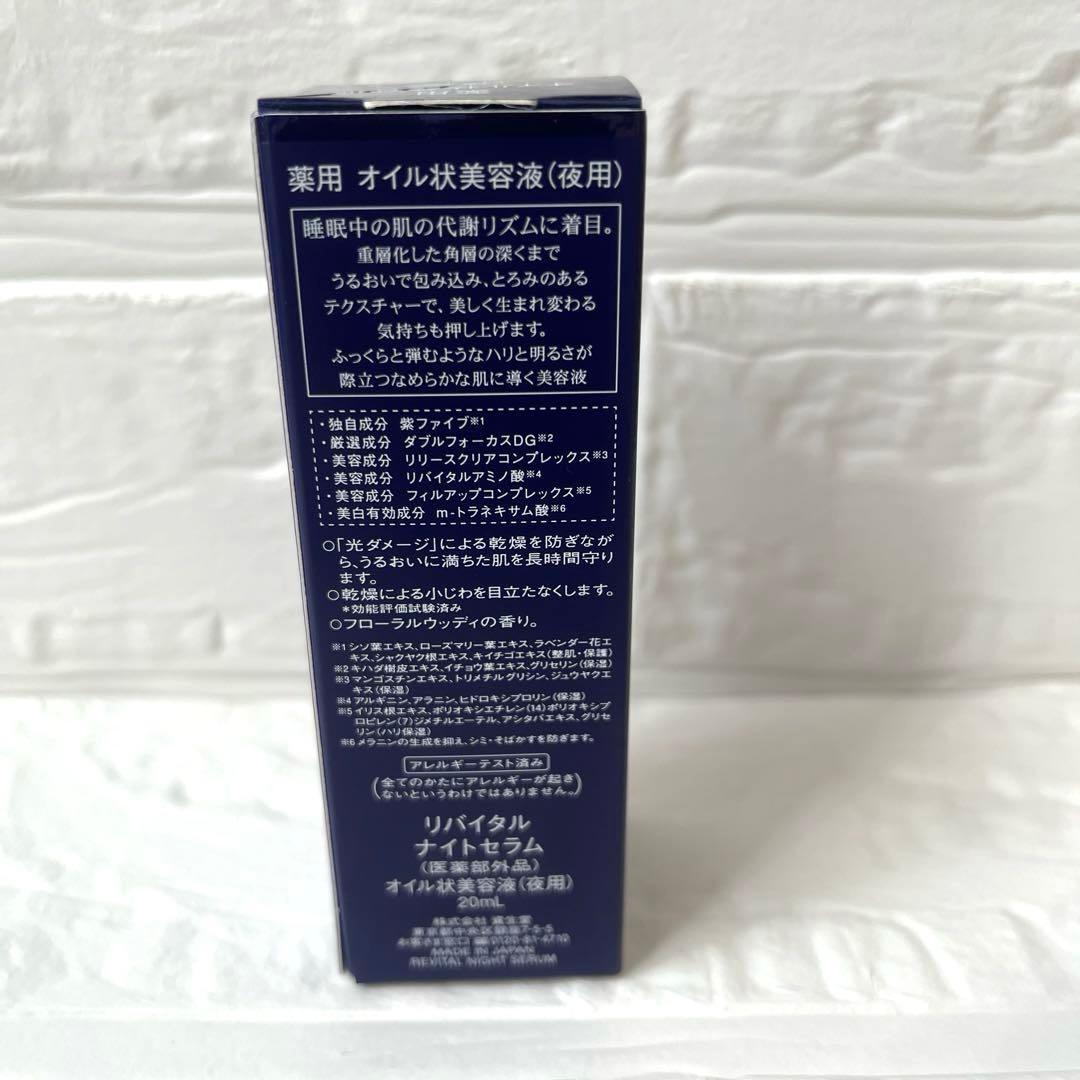 薬用 オイル状美容液(夜用)
睡眠中の肌の代謝リズムに着目。
重層化した角層の深くまで
うるおいで包み込み、とろみのある
テクスチャーで、美しく生まれ変わる
気持ちも押し上げます。
ふっくらと弾むようなハリと明るさが
際立つなめらかな肌に導く美容液
・独自成分 紫ファイブ※1
・厳選成分 ダブルフォーカスDG※2
・美容成分 リリースクリアコンプレックス※3
・美容成分 リバイタルアミノ酸※4
・美容成分 フィルアップコンプレックス※5
・美白有効成分 m-トラネキサム酸※6
○「光ダメージ」による乾燥を防ぎなが
ら、うるおいに満ちた肌を長時間守り
ます。
○乾燥による小じわを目立たなくします。
*効能評価試験済み
○フローラルウッディの香り。
※1シソ葉エキス、ローズマリー葉エキス、ラベンダー花エ
キス、シャクヤク根エキス、キイチゴエキス(整肌・保護)
※2キハダ樹皮エキス、イチョウ葉エキス、グリセリン(保湿)
※3マンゴスチンエキス、トリメチルグリシン、ジュウヤクエ
キス(保湿)
※4アルギニン、アラニン、ヒドロキシプロリン(保湿)
※5イリス根エキス、ポリオキシエチレン(14)ポリオキシプ
ロピレン(7)ジメチルエーテル、アシタバエキス、グリセ
リン(ハリ保湿)
※6メラニンの生成を抑え、シミ・そばかすを防ぎます。
アレルギーテスト済み
(全てのかたにアレルギーが起き
ないというわけではありません。)
リバイタル
ナイトセラム
(医薬部外品)
オイル状美容液(夜用)
20mL
株式会社 資生堂
東京都中央区銀座7-5-5
お客さま窓口 0120-81-4710
MADE IN JAPAN
REVITAL NIGHT SERUM